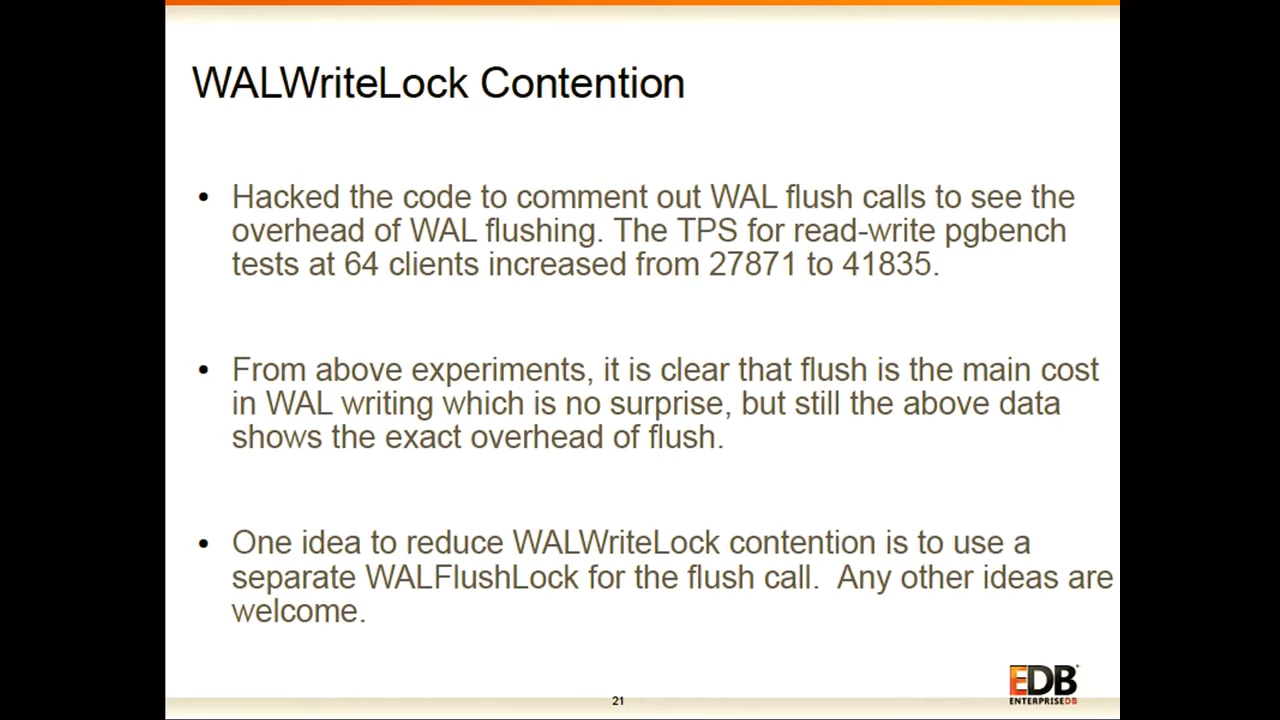 WALWriteLock Contention
• Hacked the code to comment out WAL flush calls to see the
overhead of WAL flushing. The TPS for read-write pgbench
tests at 64 clients increased from 27871 to 41835.
• From above experiments, it is clear that flush is the main cost
in WAL writing which is no surprise, but still the above data
shows the exact overhead of flush.
• One idea to reduce WALWriteLock contention is to use a
separate WALFlushLock for the flush call.  Any other ideas are
welcome.
EDB
ENTERPRISEDB
21